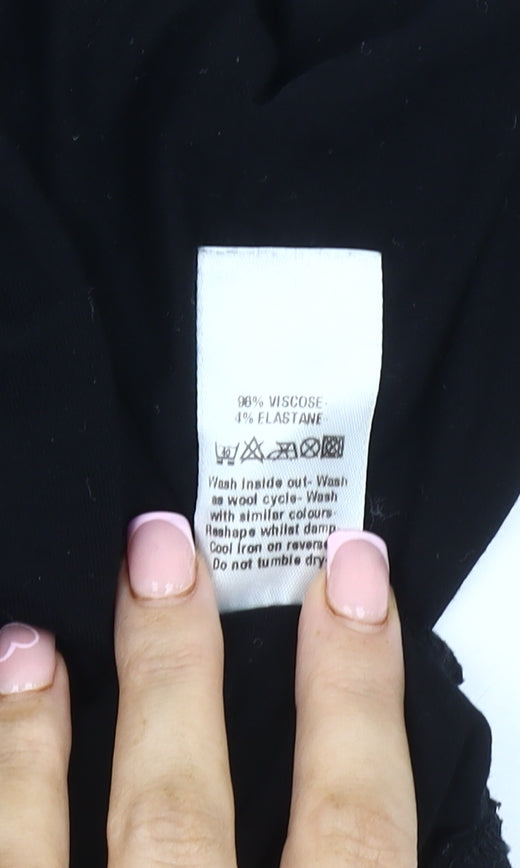 96% VISCOSE
4% ELASTANE
Wash inside out- Wash
as wool cycle- Wash
with similar colours-
Reshape whilst damp
Cool iron on reverse
Do not tumble dry